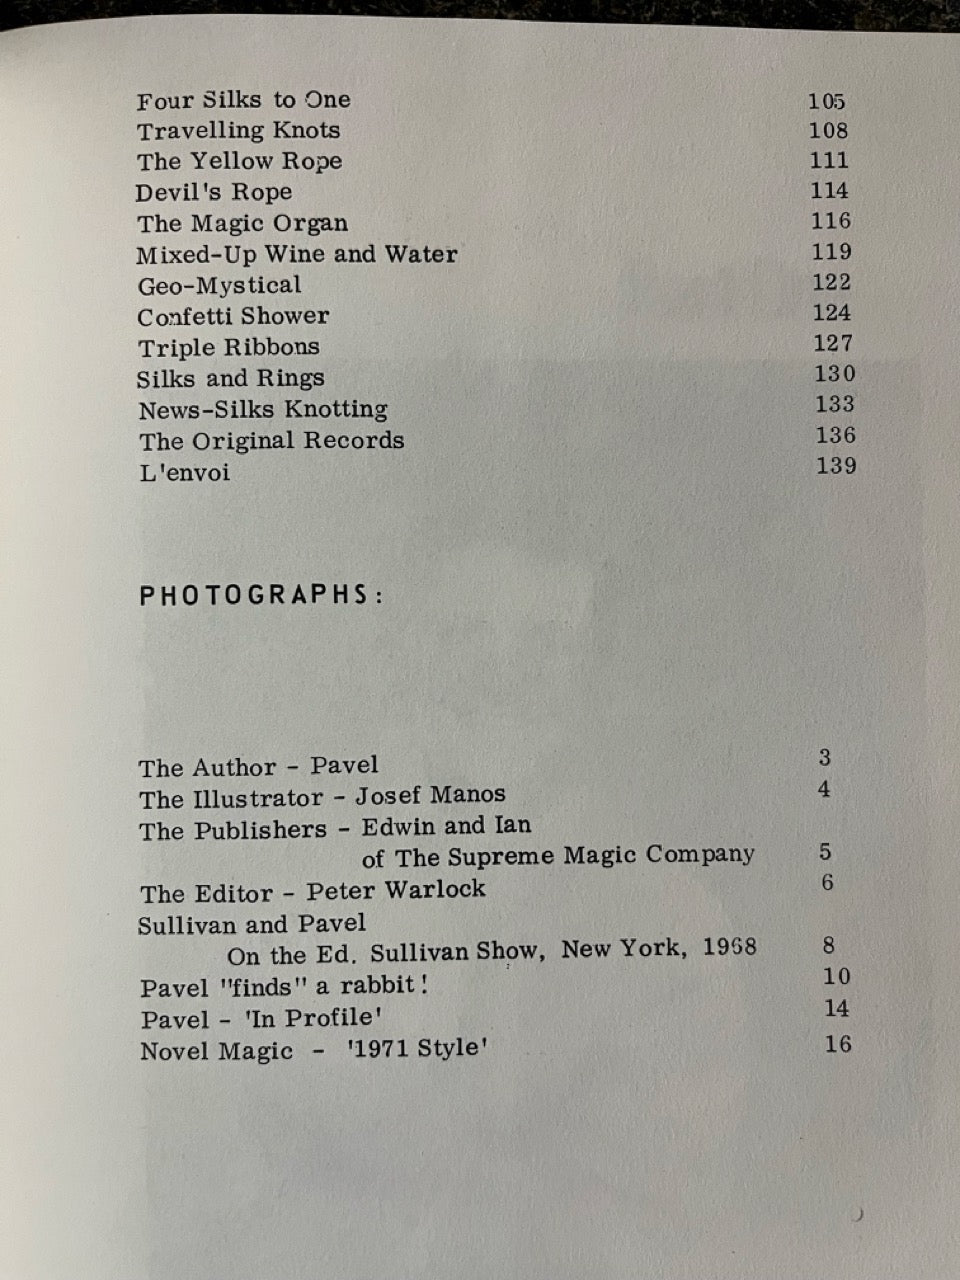 Four Silks to One 105
Travelling Knots 108
The Yellow Rope 111
Devil's Rope 114
The Magic Organ 116
Mixed-Up Wine and Water 119
Geo-Mystical 122
Confetti Shower 124
Triple Ribbons 127
Silks and Rings 130
News-Silks Knotting 133
The Original Records 136
L'envoi 139
PHOTOGRAPHS:
The Author - Pavel 3
The Illustrator - Josef Manos 4
The Publishers - Edwin and Ian
of The Supreme Magic Company 5
The Editor - Peter Warlock 6
Sullivan and Pavel
On the Ed. Sullivan Show, New York, 1968 8
Pavel "finds" a rabbit! 10
Pavel - 'In Profile' 14
Novel Magic - '1971 Style' 16